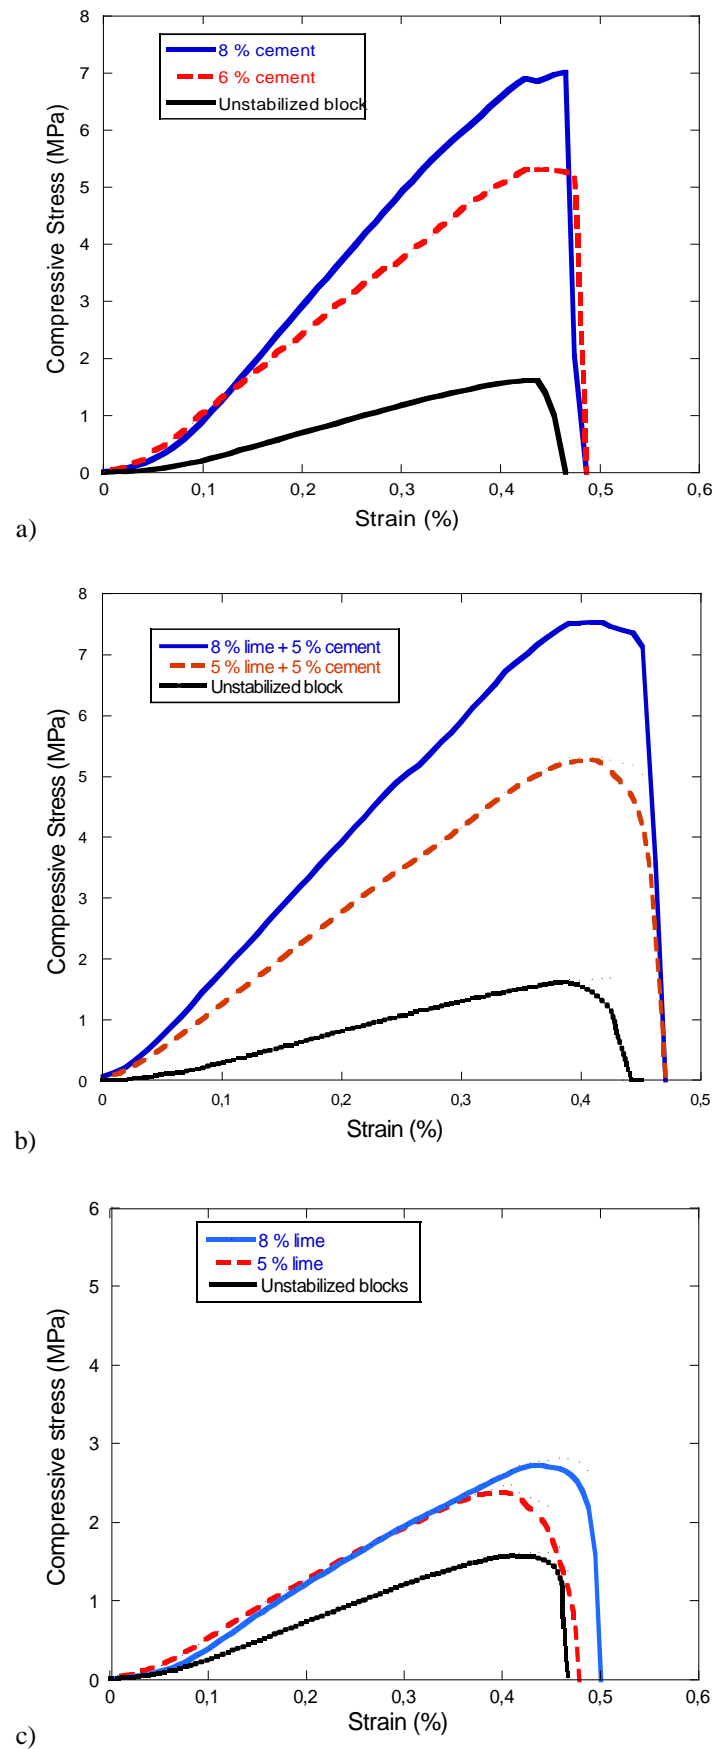 8
8 % cement
6 % cement
Unstabilized block
7
6
5
4
3
2
1
0
Compressive Stress (MPa)
0
0,1
0,2
0,3
0,4
0,5
0,6
Strain (%)
a)
8
8 % lime + 5 % cement
5 % lime + 5 % cement
Unstabilized block
7
6
5
4
3
2
1
0
Compressive Stress (MPa)
0
0,1
0,2
0,3
0,4
0,5
Strain (%)
b)
6
8 % lime
5 % lime
Unstabilized blocks
5
4
3
2
1
0
Compressive stress (MPa)
0
0,1
0,2
0,3
0,4
0,5
0,6
Strain (%)
c)